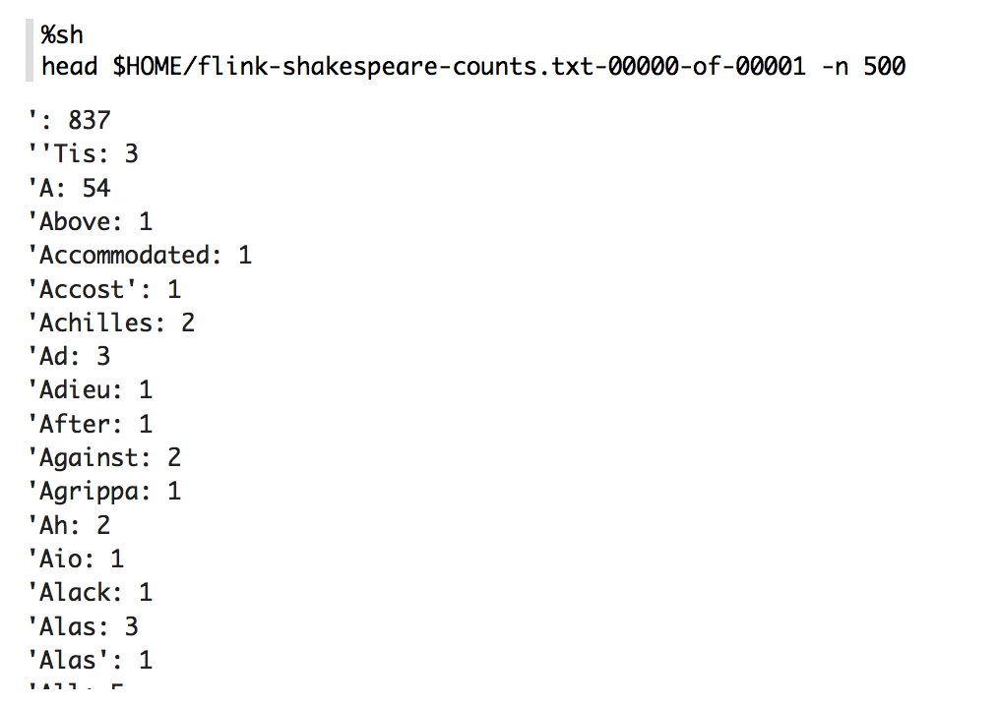 %sh
head $HOME/flink-shakespeare-counts.txt-00000-of-00001 -n 500
': 837
''Tis: 3
'A: 54
'Above: 1
'Accommodated: 1
'Accost': 1
'Achilles: 2
'Ad: 3
'Adieu: 1
'After: 1
'Against: 2
'Agrippa: 1
'Ah: 2
'Aio: 1
'Alack: 1
'Alas: 3
'Alas': 1